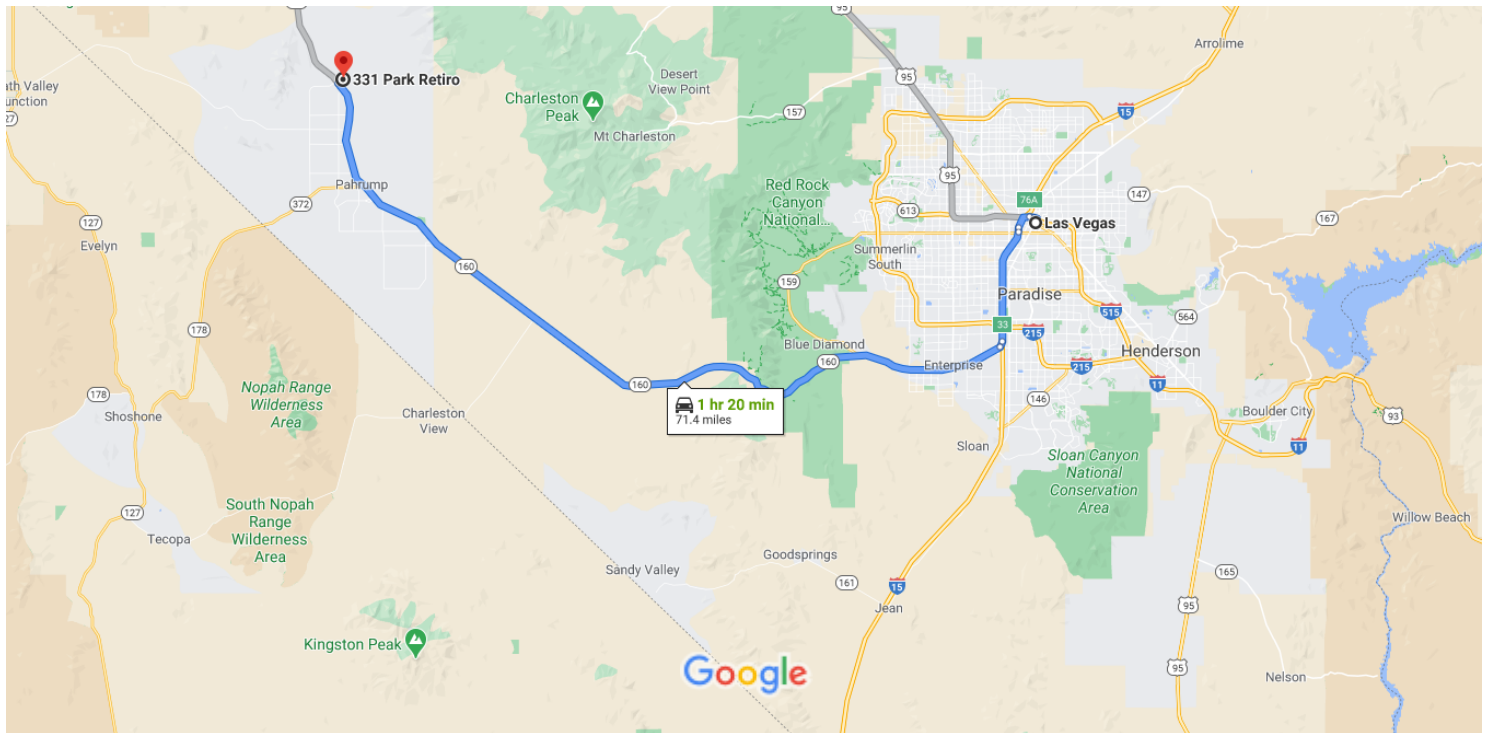 95
Arrolime
331 Park Retiro
Desert
View Point
95
ath Valley
unction
Charleston
Peak
157
15
27
Mt Charleston
Pahrump
95
Red Rock
Canyon
National...
76A
147
372
613
167
127
Las Vegas
Evelyn
Summerlin
South
160
159
Paradise
515
564
33
215
178
Blue Diamond
Henderson
160
Enterprise
215
160
11
Nopah Range
Wilderness
Area
178
1 hr 20 min
71.4 miles
146
Shoshone
Charleston
View
Boulder City
93
Sloan
11
Sloan Canyon
National
Conservation
Area
South Nopah
Range
Wilderness
Area
127
Willow Beach
Tecopa
Goodsprings
Sandy Valley
161
15
165
Jean
95
Kingston Peak
Google
95
Nelson